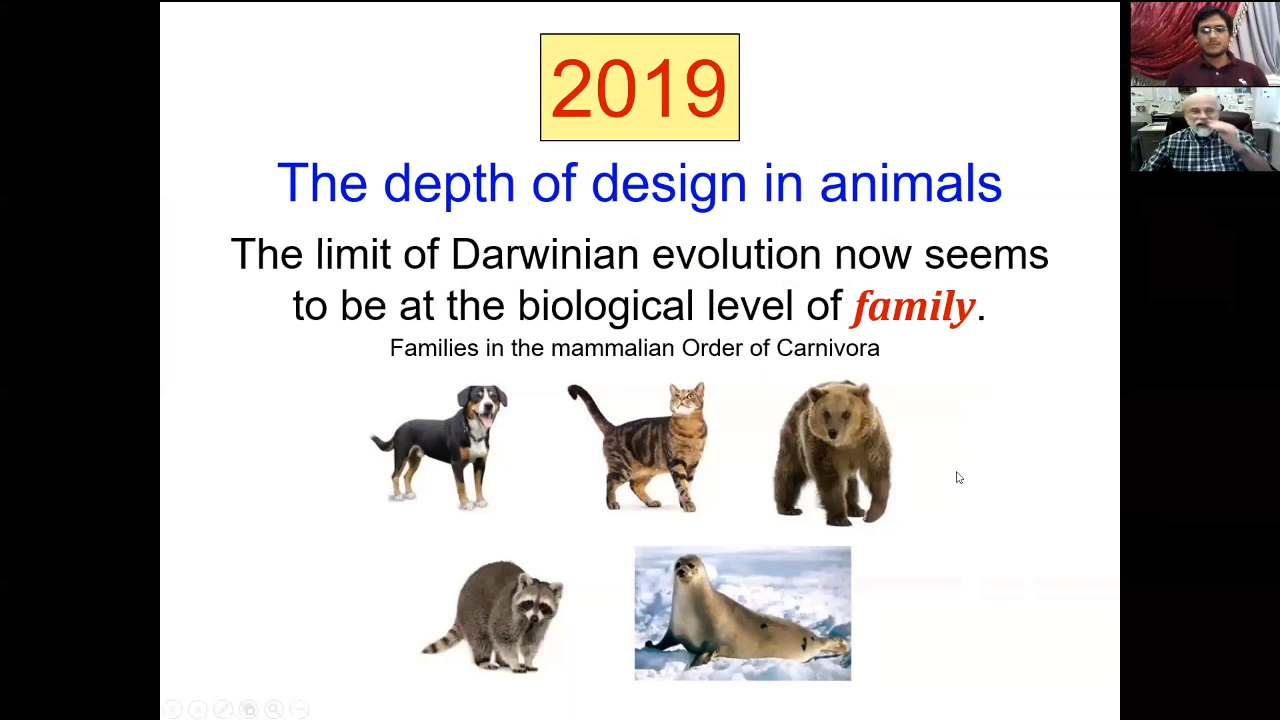 2019
The depth of design in animals
The limit of Darwinian evolution now seems
to be at the biological level of family.
Families in the mammalian Order of Carnivora